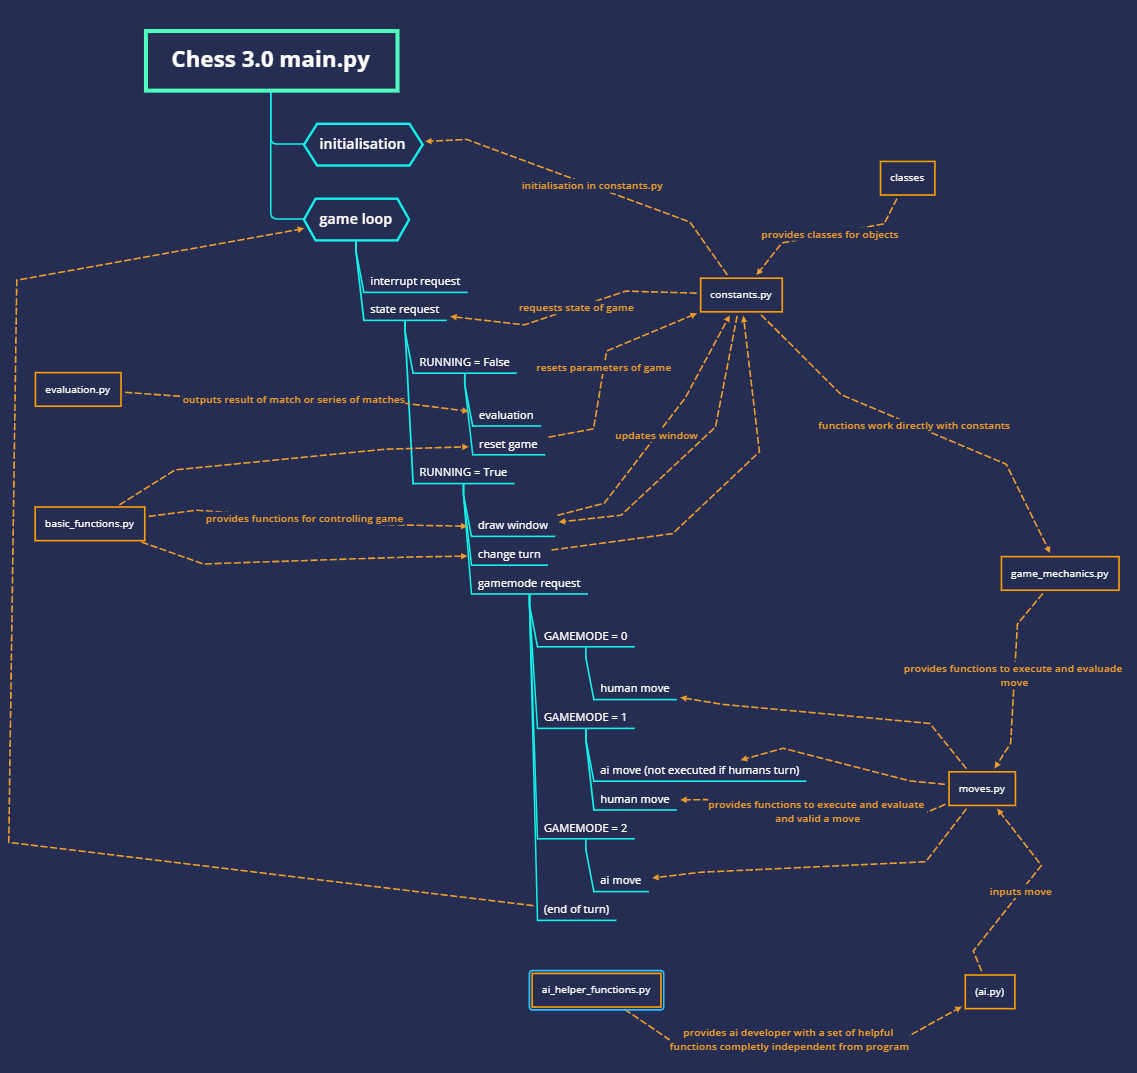 Chess 3.0 main.py
initialisation
classes
initialisation in constants.py
game loop
provides classes for objects
interrupt request
constants.py
state request
requests state of game
RUNNING = False
resets parameters of game
evaluation.py
outputs result of match or series of matches
evaluation
functions work directly with constants
updates window
reset game
RUNNING = True
basic_functions.py
provides functions for controlling game
draw window
change turn
game_mechanics.py
gamemode request
GAMEMODE = 0
provides functions to execute and evaluade
move
human move
GAMEMODE = 1
ai move (not executed if humans turn)
moves.py
human move
provides functions to execute and evaluate
and valid a move
GAMEMODE = 2
ai move
inputs move
(end of turn)
ai_helper_functions.py
(ai.py)
provides ai developer with a set of helpful
functions completly independent from program